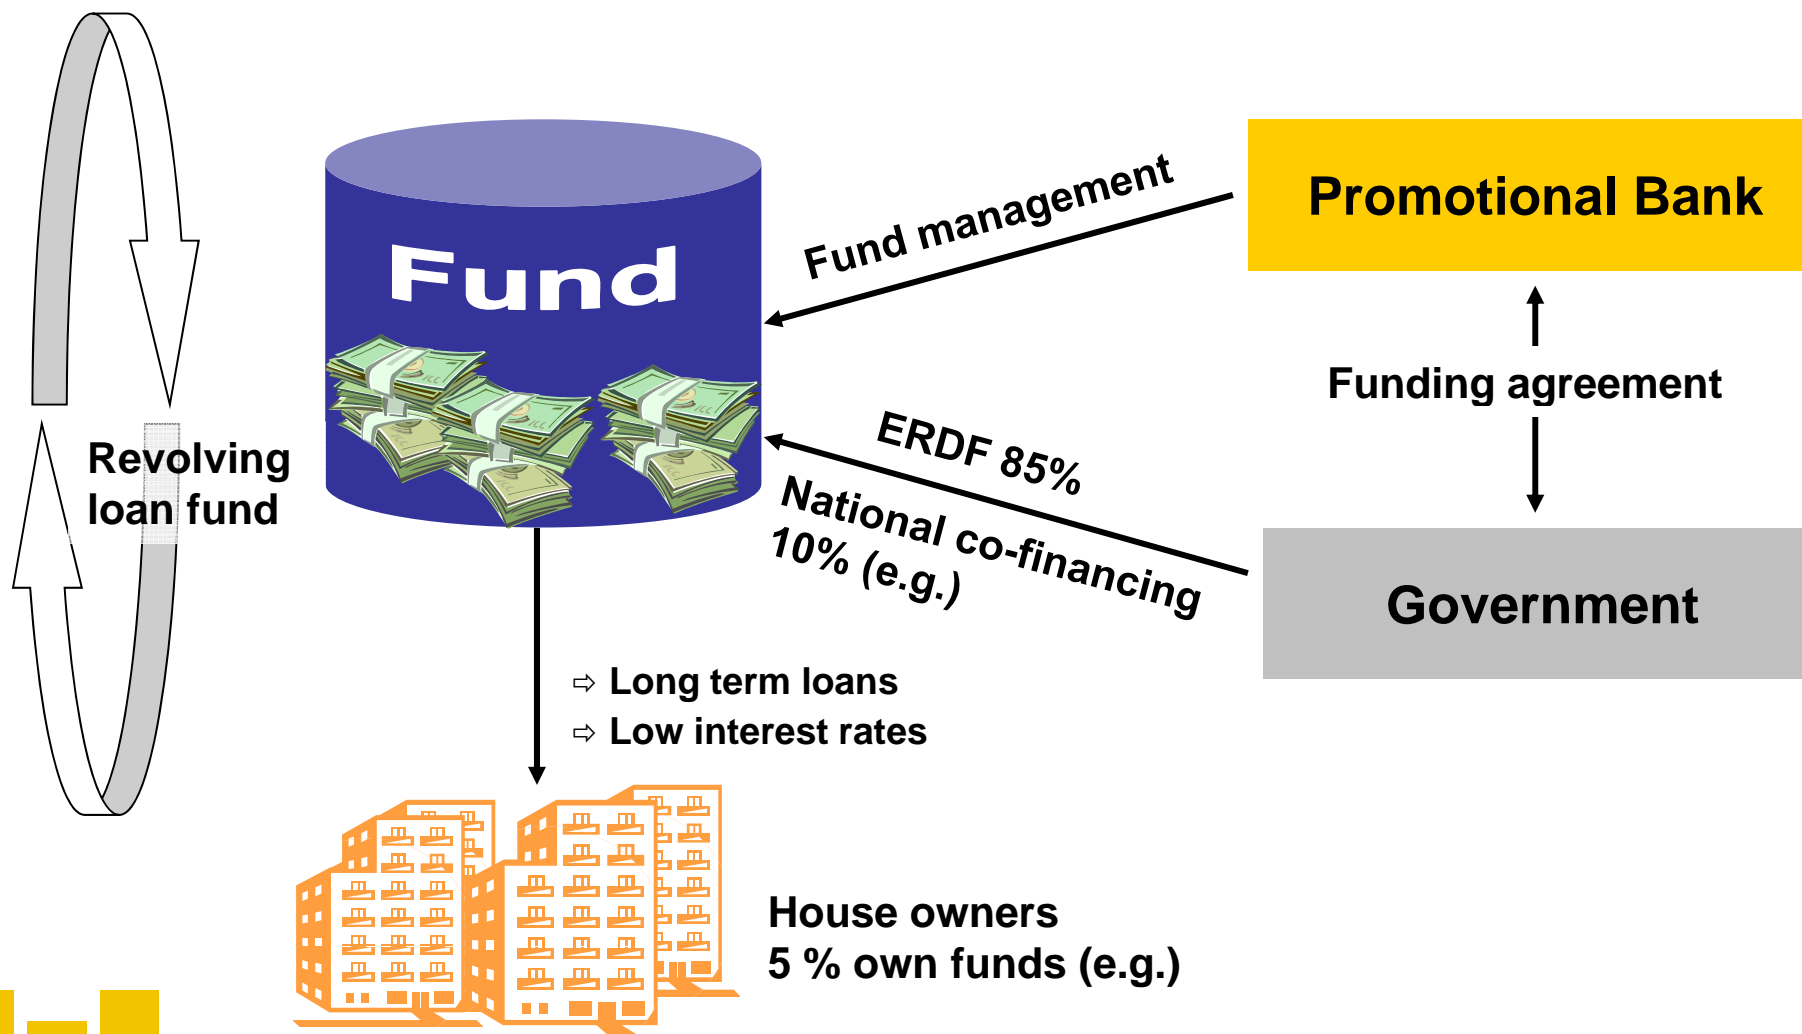 Fund
Fund management
Promotional Bank
Funding agreement
Revolving
loan fund
ERDF 85%
National co-financing
10% (e.g.)
Government
⇨ Long term loans
⇨ Low interest rates
House owners
5 % own funds (e.g.)